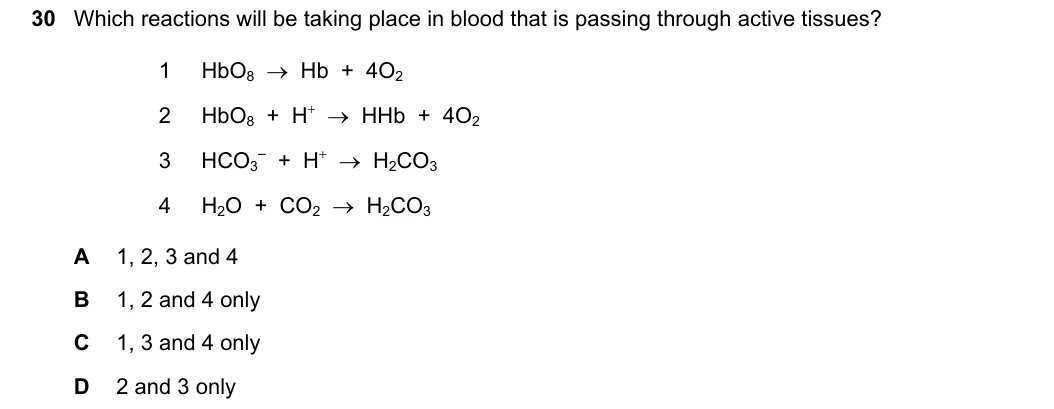 30 Which reactions will be taking place in blood that is passing through active tissues?
1 HbO₈ → Hb + 4O₂
2 HbO₈ + H⁺ → HHb + 4O₂
3 HCO₃⁻ + H⁺ → H₂CO₃
4 H₂O + CO₂ → H₂CO₃
A 1, 2, 3 and 4
B 1, 2 and 4 only
C 1, 3 and 4 only
D 2 and 3 only